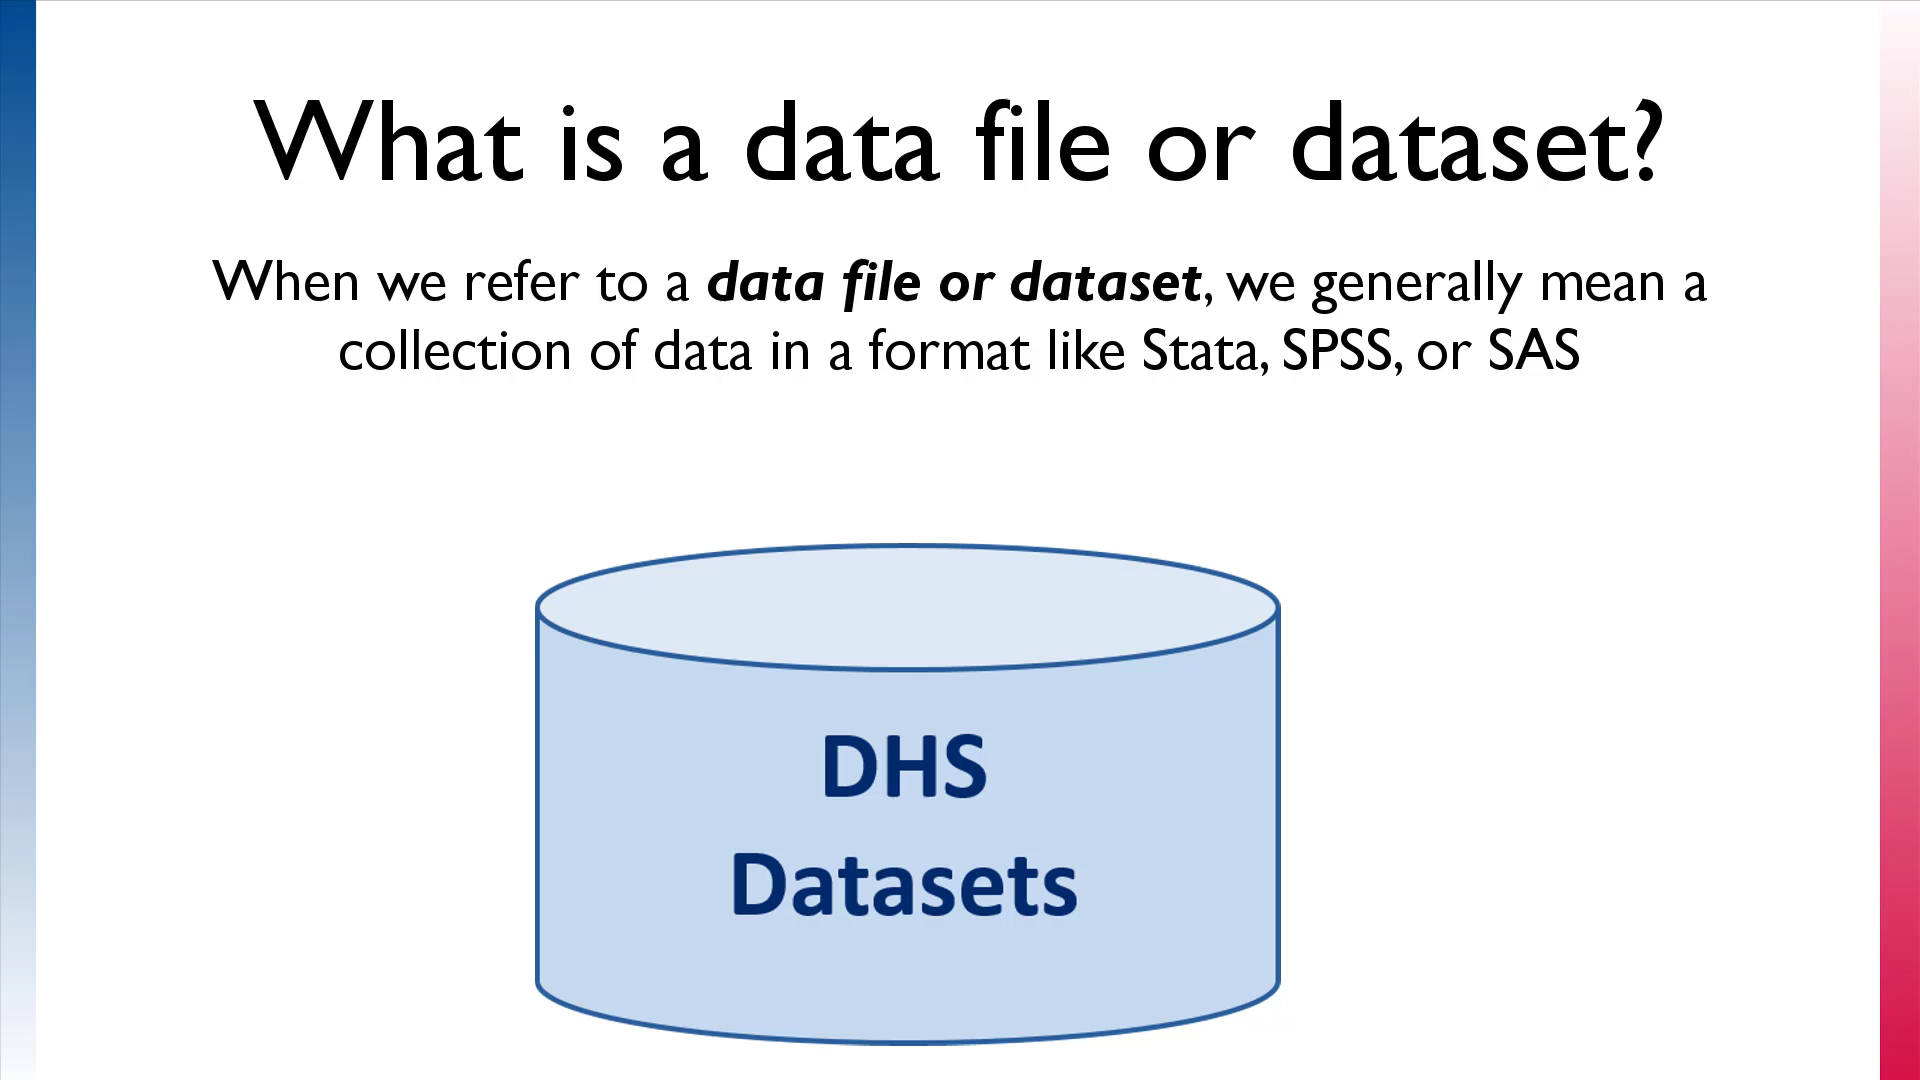 What is a data file or dataset?
When we refer to a data file or dataset, we generally mean a
collection of data in a format like Stata, SPSS, or SAS
DHS
Datasets